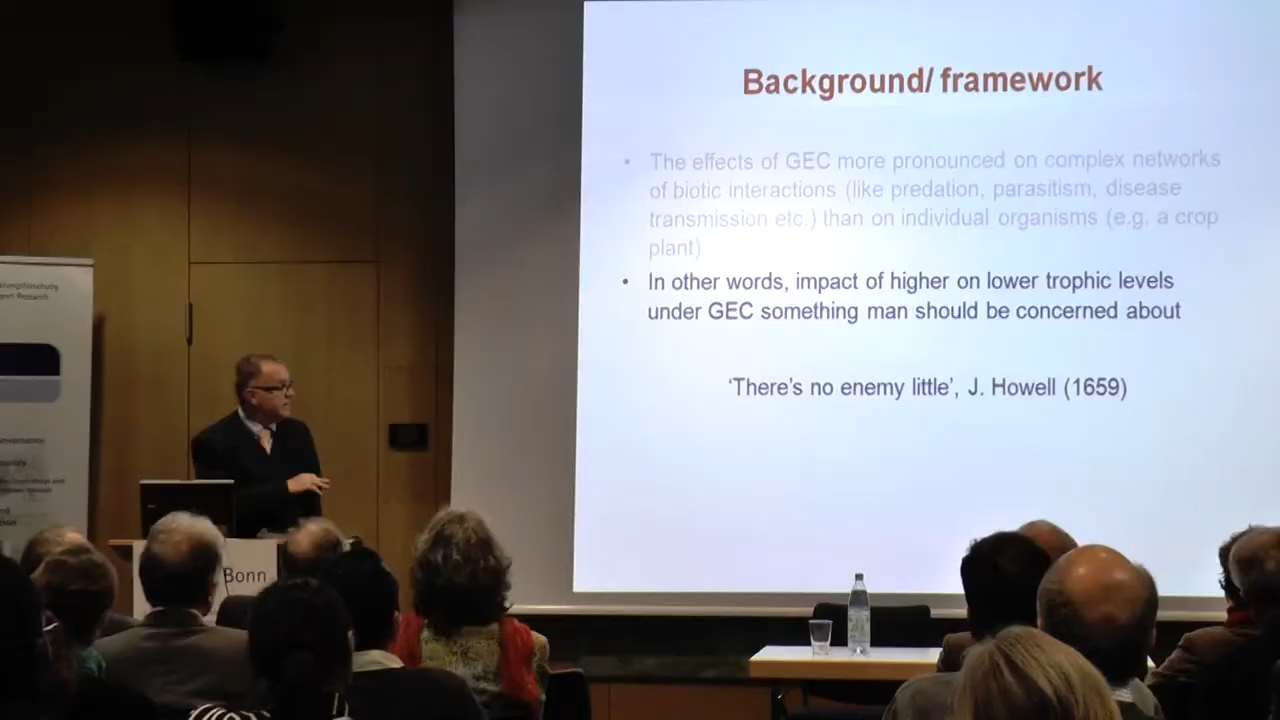 Background/ framework
• The effects of GEC more pronounced on complex networks
of biotic interactions (like predation, parasitism, disease
transmission etc.) than on individual organisms (e.g. a crop
plant)
• In other words, impact of higher on lower trophic levels
under GEC something man should be concerned about
‘There’s no enemy little’, J. Howell (1659)
Bonn